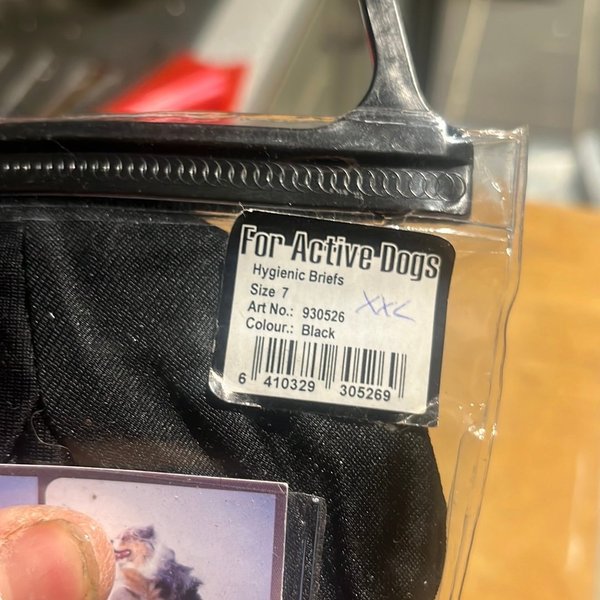 For Active Dogs
Hygienic Briefs
Size 7
XXL
Art No.: 930526
Colour.: Black
6 410329 305269